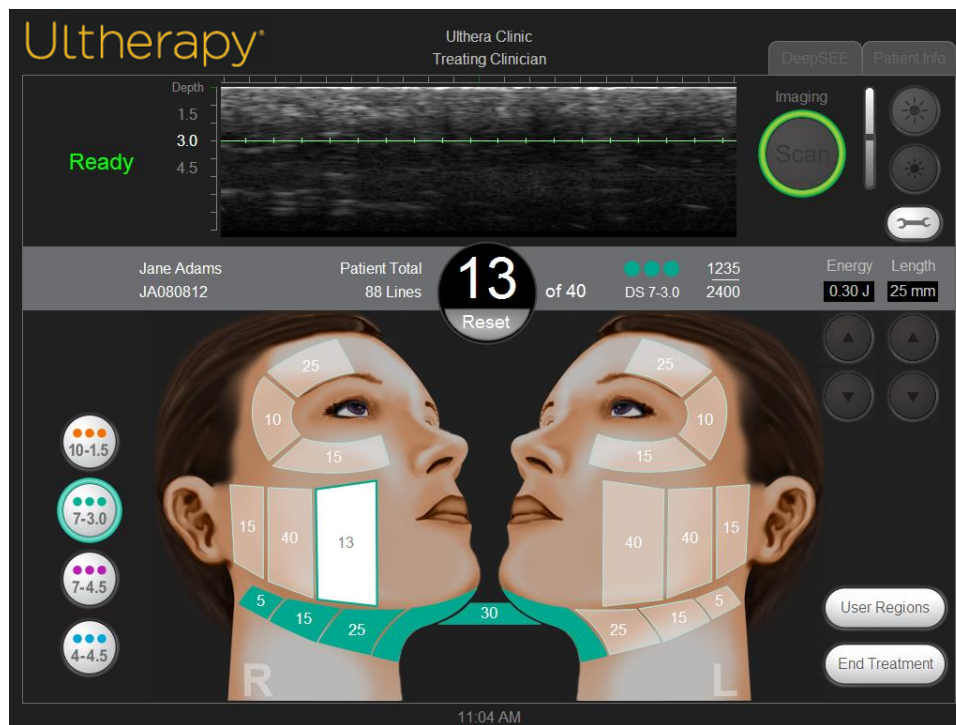 Ultherapy
Ulthera Clinic
Treating Clinician
DeepSEE
Patient Info
Depth
1.5
3.0
4.5
Ready
Imaging
Scan
Jane Adams
JA080812
Patient Total
88 Lines
13
Reset
of 40
DS 7-3.0
1235
2400
Energy
0.30 J
Length
25 mm
10-1.5
7-3.0
7-4.5
4-4.5
25
10
15
15
40
13
5
15
25
R
30
25
10
15
40
40
15
25
15
5
L
User Regions
End Treatment
11:04 AM